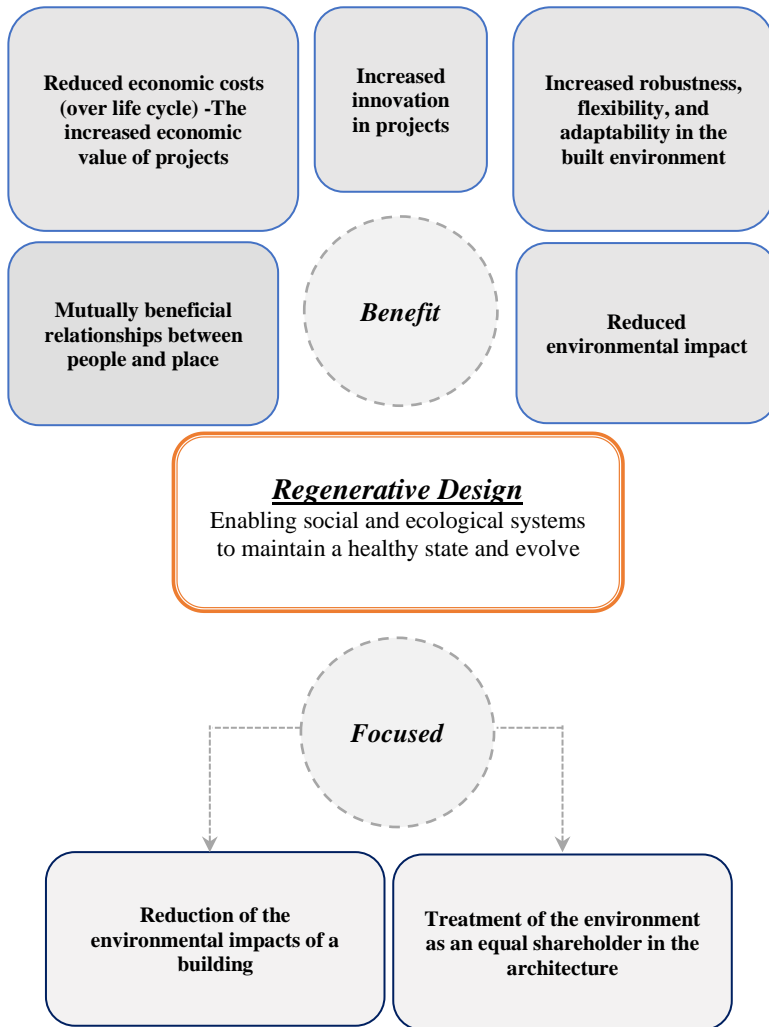 Reduced economic costs
(over life cycle) -The
increased economic
value of projects
Increased
innovation
in projects
Increased robustness,
flexibility, and
adaptability in the
built environment
Mutually beneficial
relationships between
people and place
Benefit
Reduced
environmental impact
Regenerative Design
Enabling social and ecological systems
to maintain a healthy state and evolve
Focused
Reduction of the
environmental impacts of a
building
Treatment of the environment
as an equal shareholder in the
architecture